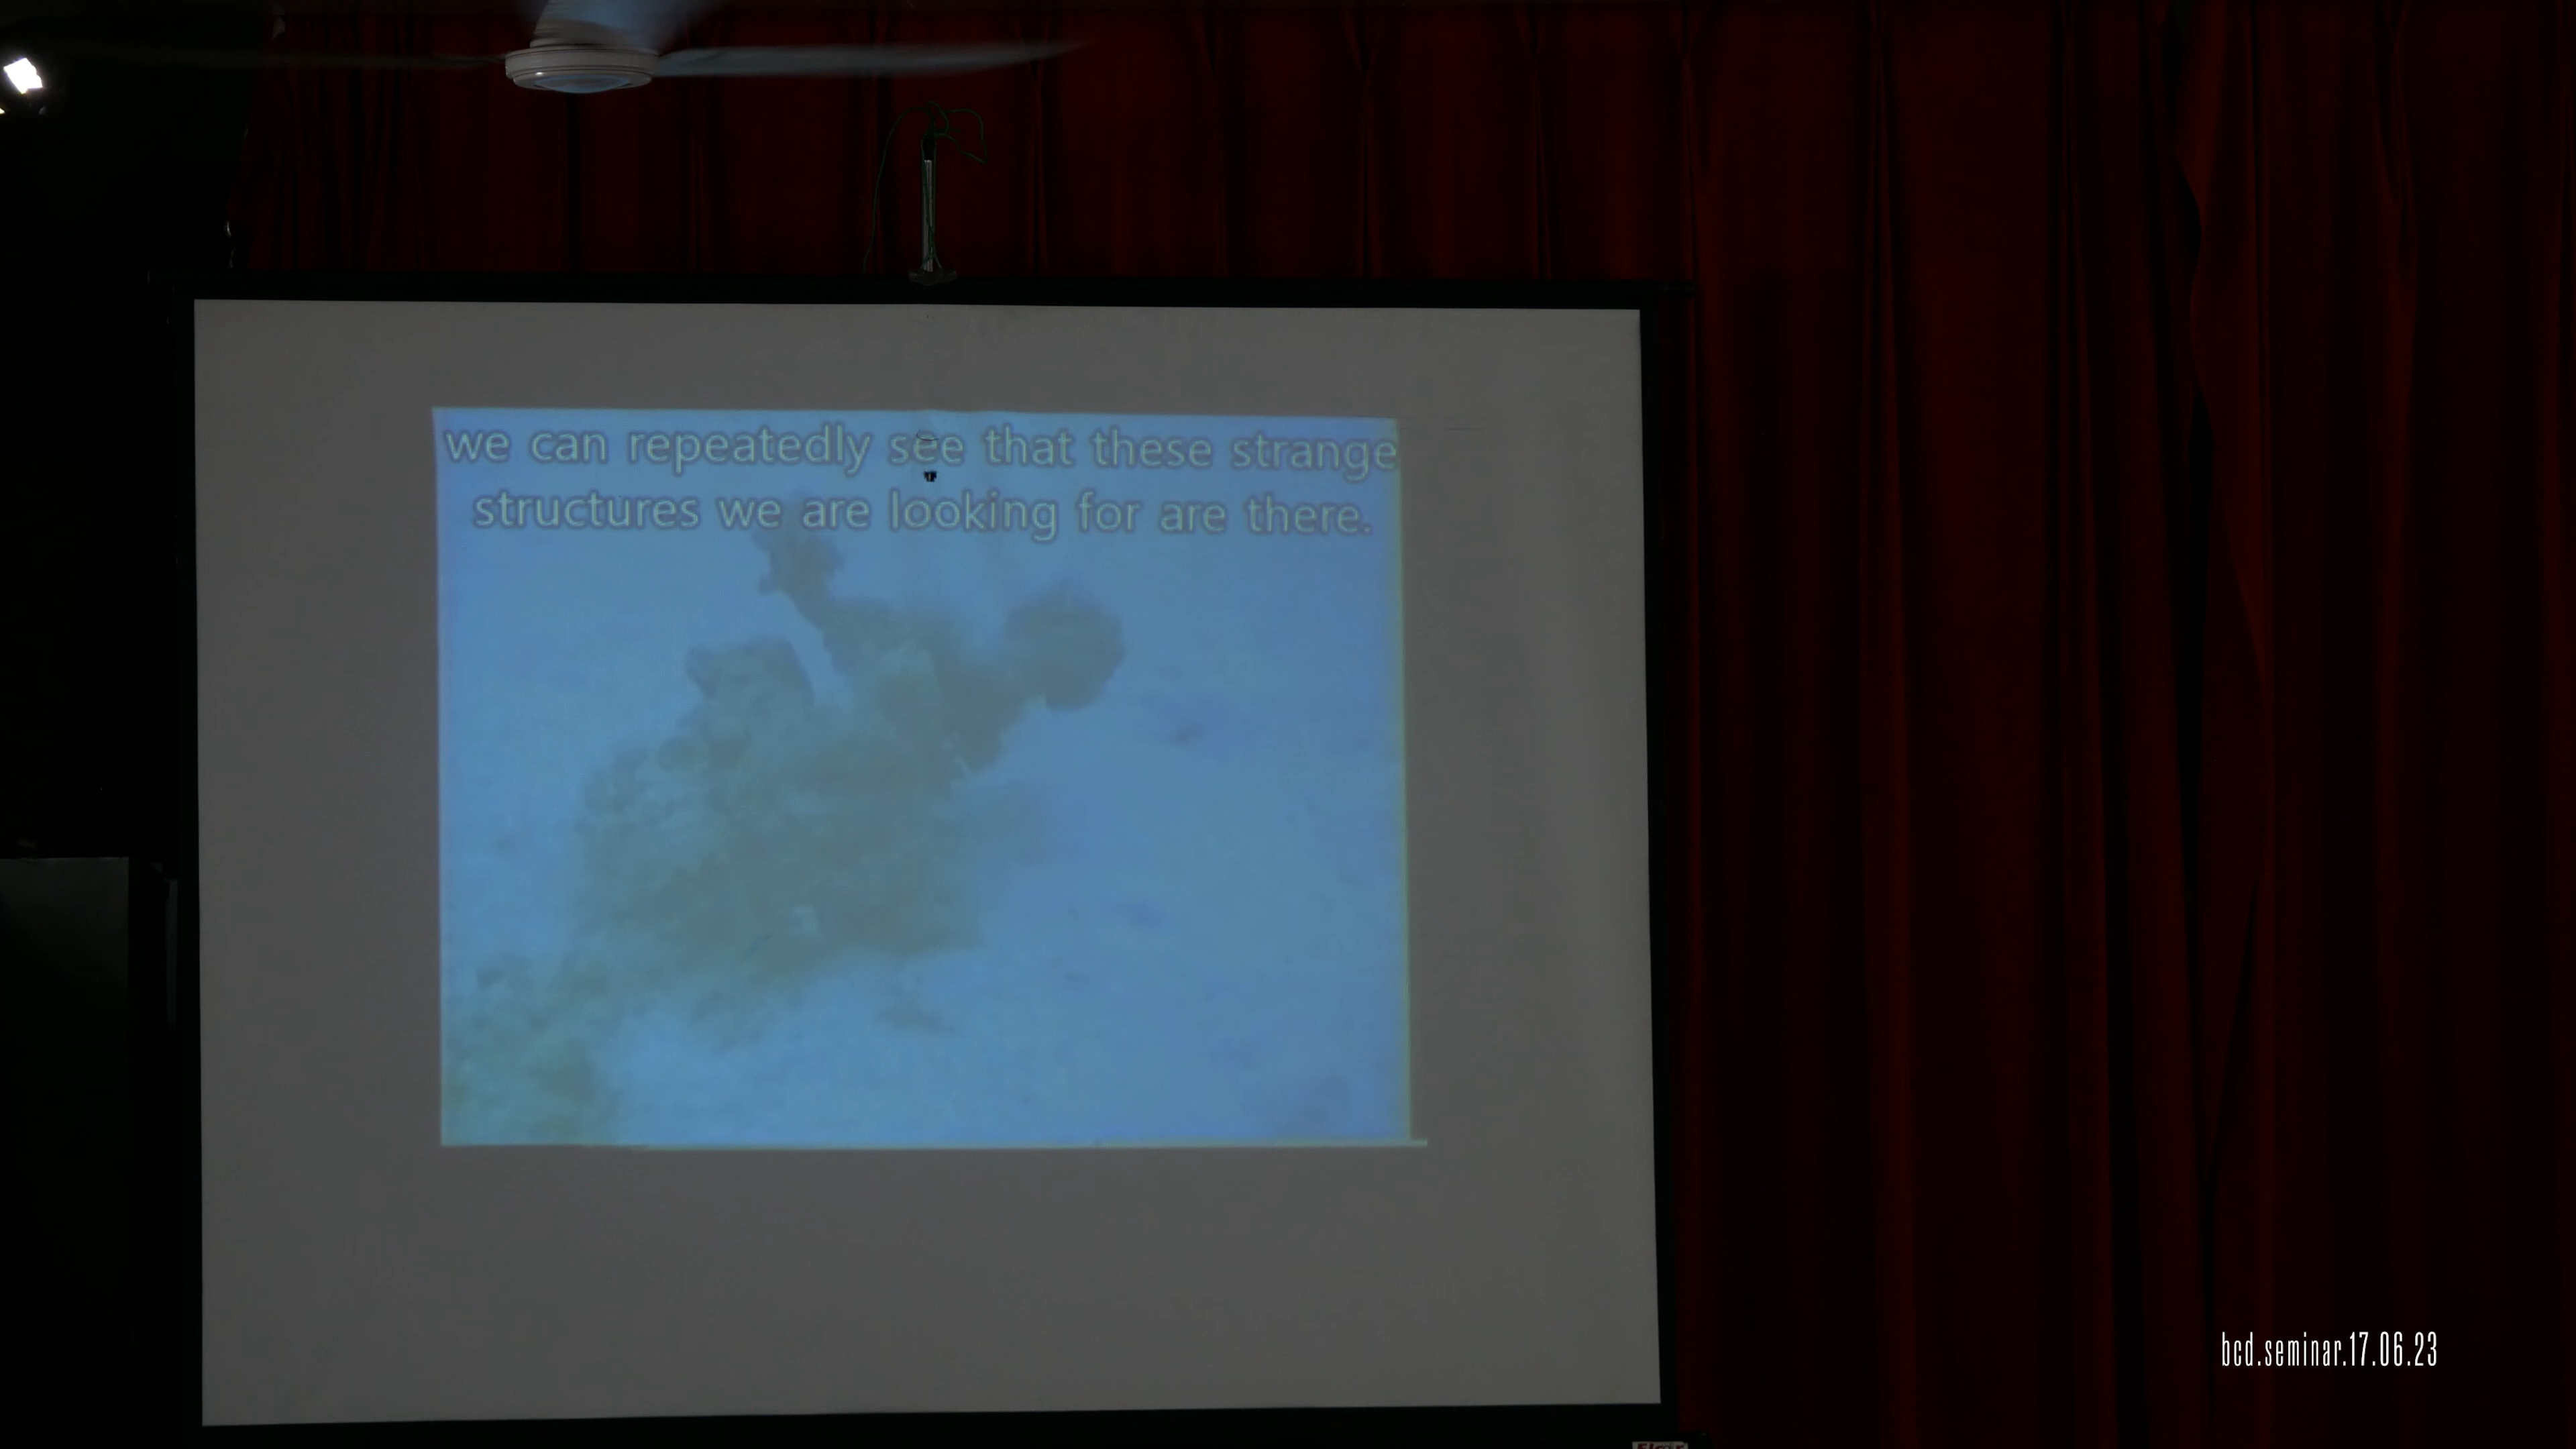 we can repeatedly see that these strange
structures we are looking for are there.
bcd.seminar.17.06.23